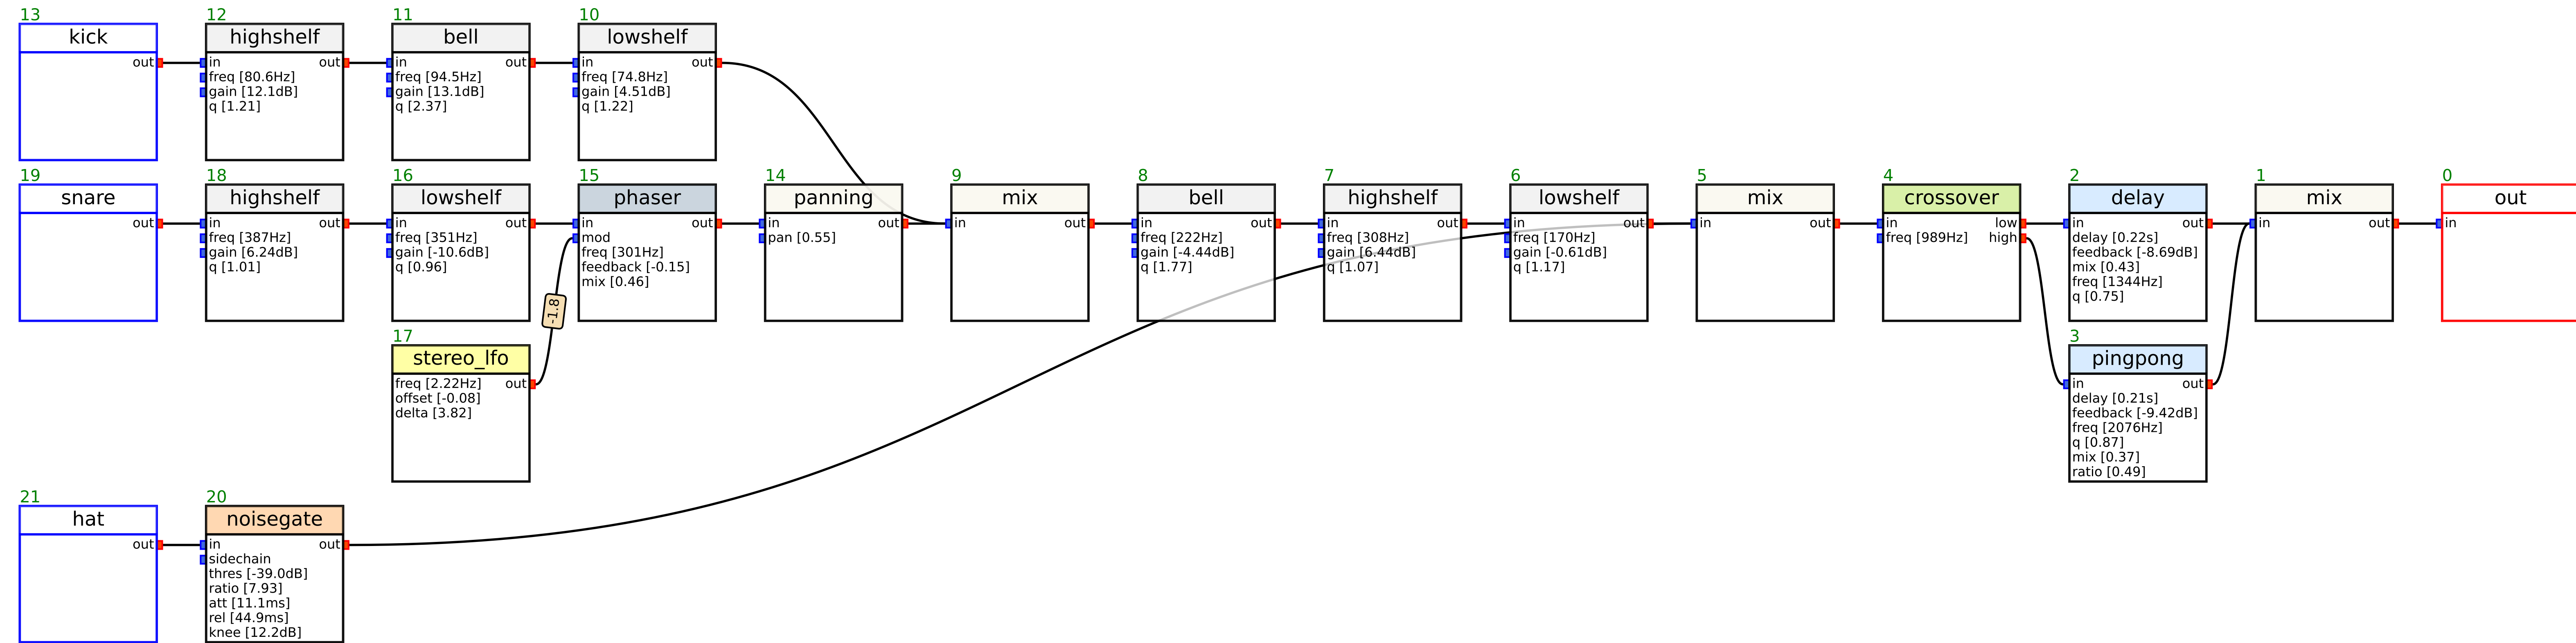 13
kick
out
12
highshelf
in out
freq [80.6Hz]
gain [12.1dB]
q [1.21]
11
bell
in out
freq [94.5Hz]
gain [13.1dB]
q [2.37]
10
lowshelf
in out
freq [74.8Hz]
gain [4.51dB]
q [1.22]
19
snare
out
18
highshelf
in out
freq [387Hz]
gain [6.24dB]
q [1.01]
16
lowshelf
in out
freq [351Hz]
gain [-10.6dB]
q [0.96]
15
phaser
in out
mod
freq [301Hz]
feedback [-0.15]
mix [0.46]
14
panning
in out
pan [0.55]
9
mix
in out
8
bell
in out
freq [222Hz]
gain [-4.44dB]
q [1.77]
7
highshelf
in out
freq [308Hz]
gain [6.44dB]
q [1.07]
6
lowshelf
in out
freq [170Hz]
gain [-0.61dB]
q [1.17]
5
mix
in out
4
crossover
in low
freq [989Hz] high
2
delay
in out
delay [0.22s]
feedback [-8.69dB]
mix [0.43]
freq [1344Hz]
q [0.75]
1
mix
in out
0
out
in
-1.8
17
stereo_lfo
freq [2.22Hz] out
offset [-0.08]
delta [3.82]
3
pingpong
in out
delay [0.21s]
feedback [-9.42dB]
freq [2076Hz]
q [0.87]
mix [0.37]
ratio [0.49]
21
hat
out
20
noisegate
in out
sidechain
thres [-39.0dB]
ratio [7.93]
att [11.1ms]
rel [44.9ms]
knee [12.2dB]